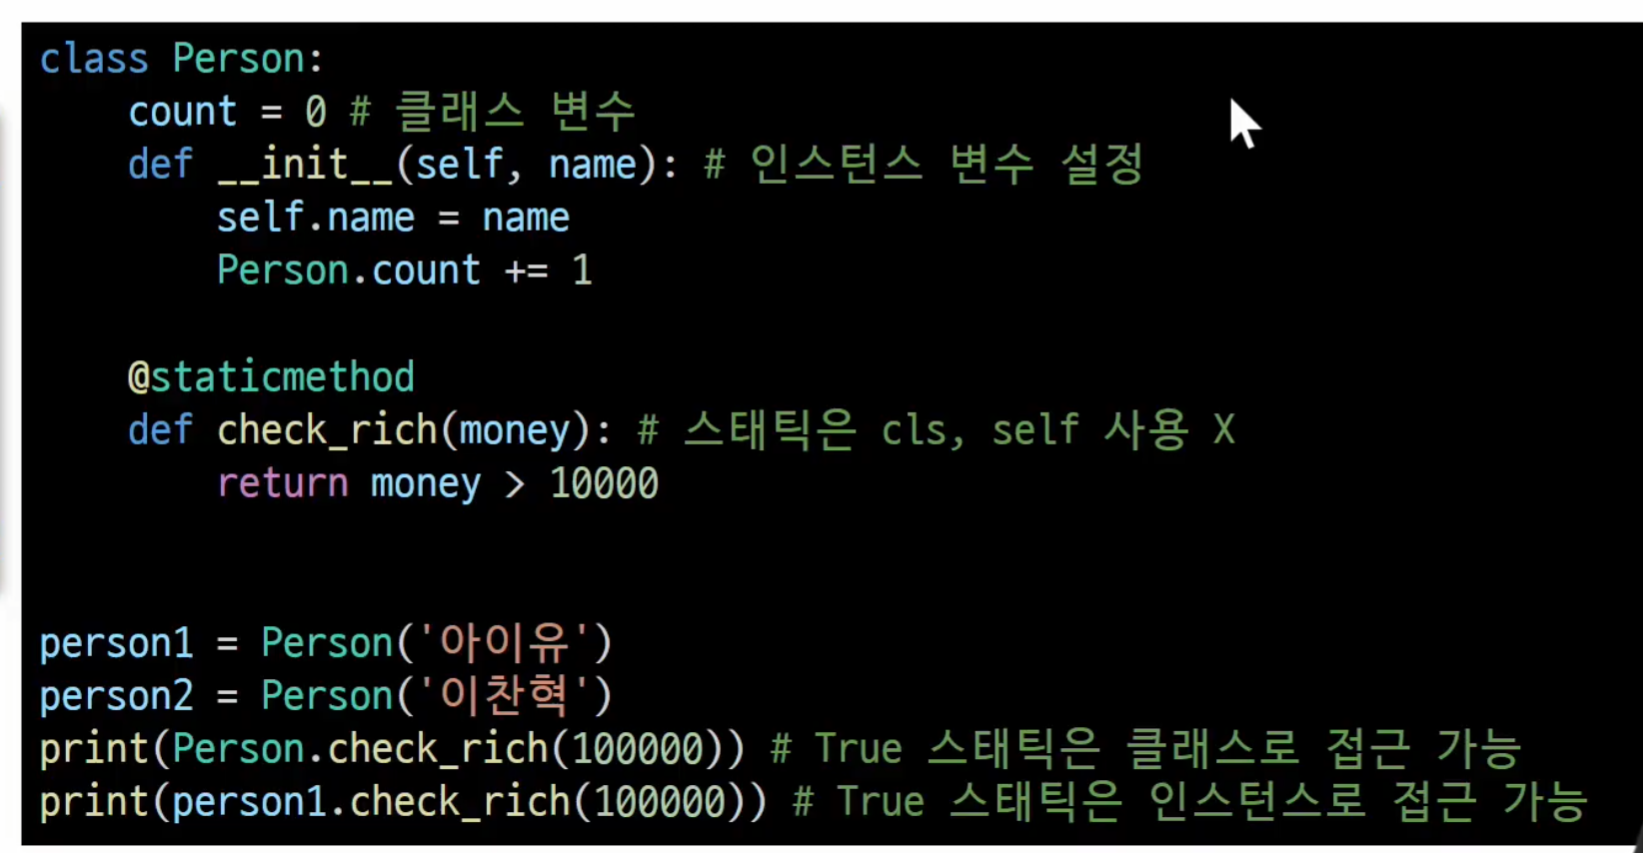 class Person:
    count = 0 # 클래스 변수
    def __init__(self, name): # 인스턴스 변수 설정
        self.name = name
        Person.count += 1
    @staticmethod
    def check_rich(money): # 스태틱은 cls, self 사용 X
        return money > 10000
person1 = Person('아이유')
person2 = Person('이찬혁')
print(Person.check_rich(100000)) # True 스태틱은 클래스로 접근 가능
print(person1.check_rich(100000)) # True 스태틱은 인스턴스로 접근 가능